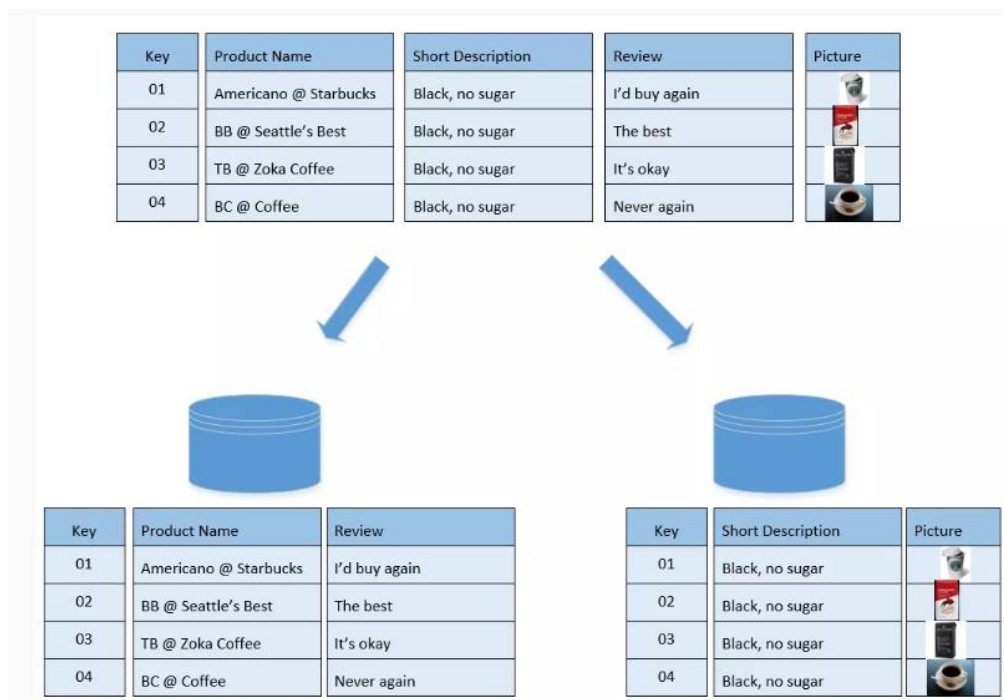 Key Product Name Short Description Review Picture
01 Americano @ Starbucks Black, no sugar I'd buy again
02 BB @ Seattle's Best Black, no sugar The best
03 TB @ Zoka Coffee Black, no sugar It's okay
04 BC @ Coffee Black, no sugar Never again
Key Product Name Review
01 Americano @ Starbucks I'd buy again
02 BB @ Seattle's Best The best
03 TB @ Zoka Coffee It's okay
04 BC @ Coffee Never again
Key Short Description Picture
01 Black, no sugar
02 Black, no sugar
03 Black, no sugar
04 Black, no sugar